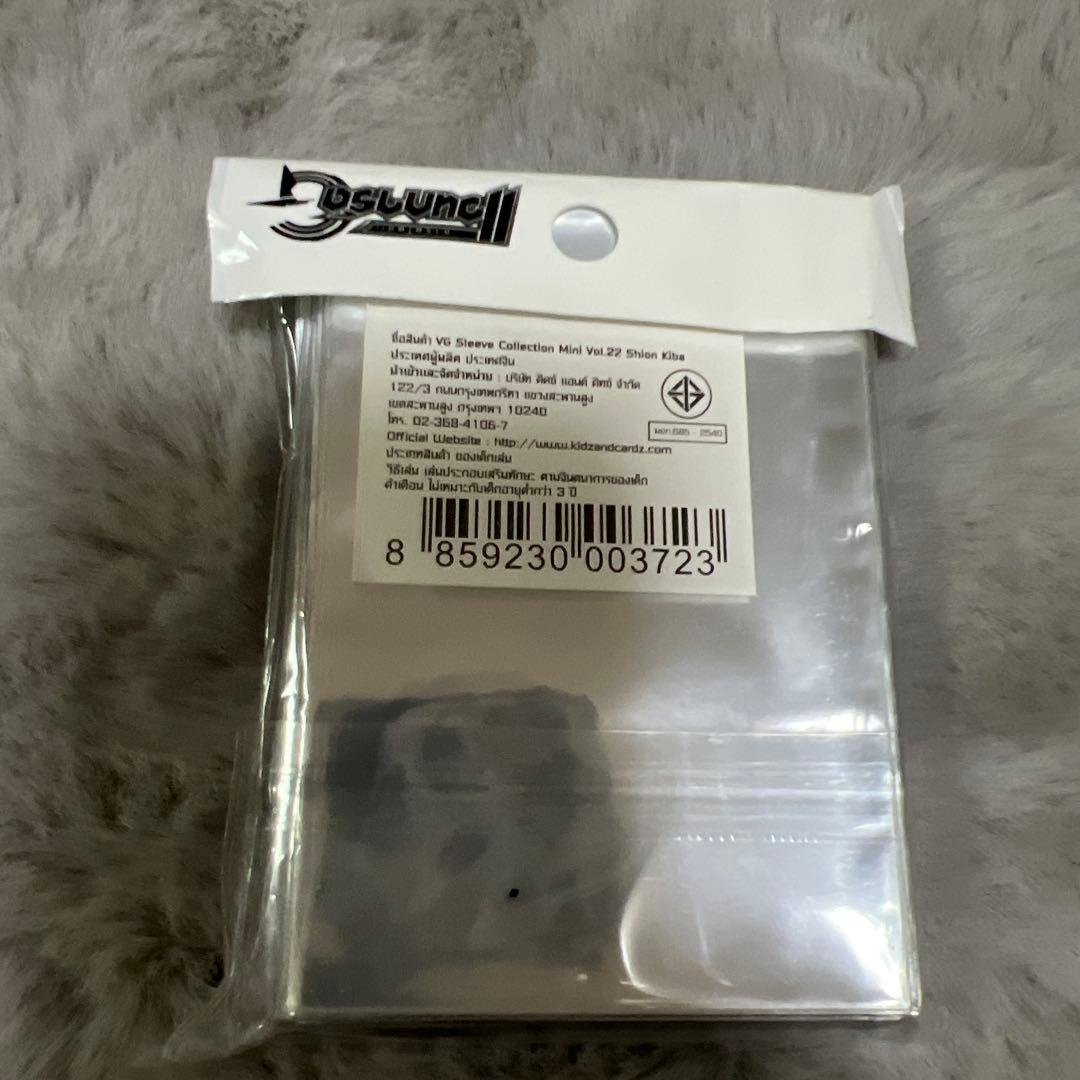 ชื่อสินค้า VG Sleeve Collection Mini Vol.22 Shion Kiba
ประเทศผู้ผลิต ประเทศจีน
นำเข้าและจัดจำหน่าย : บริษัท คิดซ์ แอนด์ คิทซ์ จำกัด
122/3 ถนนกรุงเทพกรีฑา แขวงสะพานสูง
เขตสะพานสูง กรุงเทพฯ 10240
โทร. 02-368-4106-7
มอก.685 - 2540
Official Website : http://www.kidzandcardz.com
ประเภทสินค้า ของเด็กเล่น
วิธีเล่น เล่นประกอบเสริมทักษะ ตามจินตนาการของเด็ก
คำเตือน ไม่เหมาะกับเด็กอายุต่ำกว่า 3 ปี
8 859230 003723